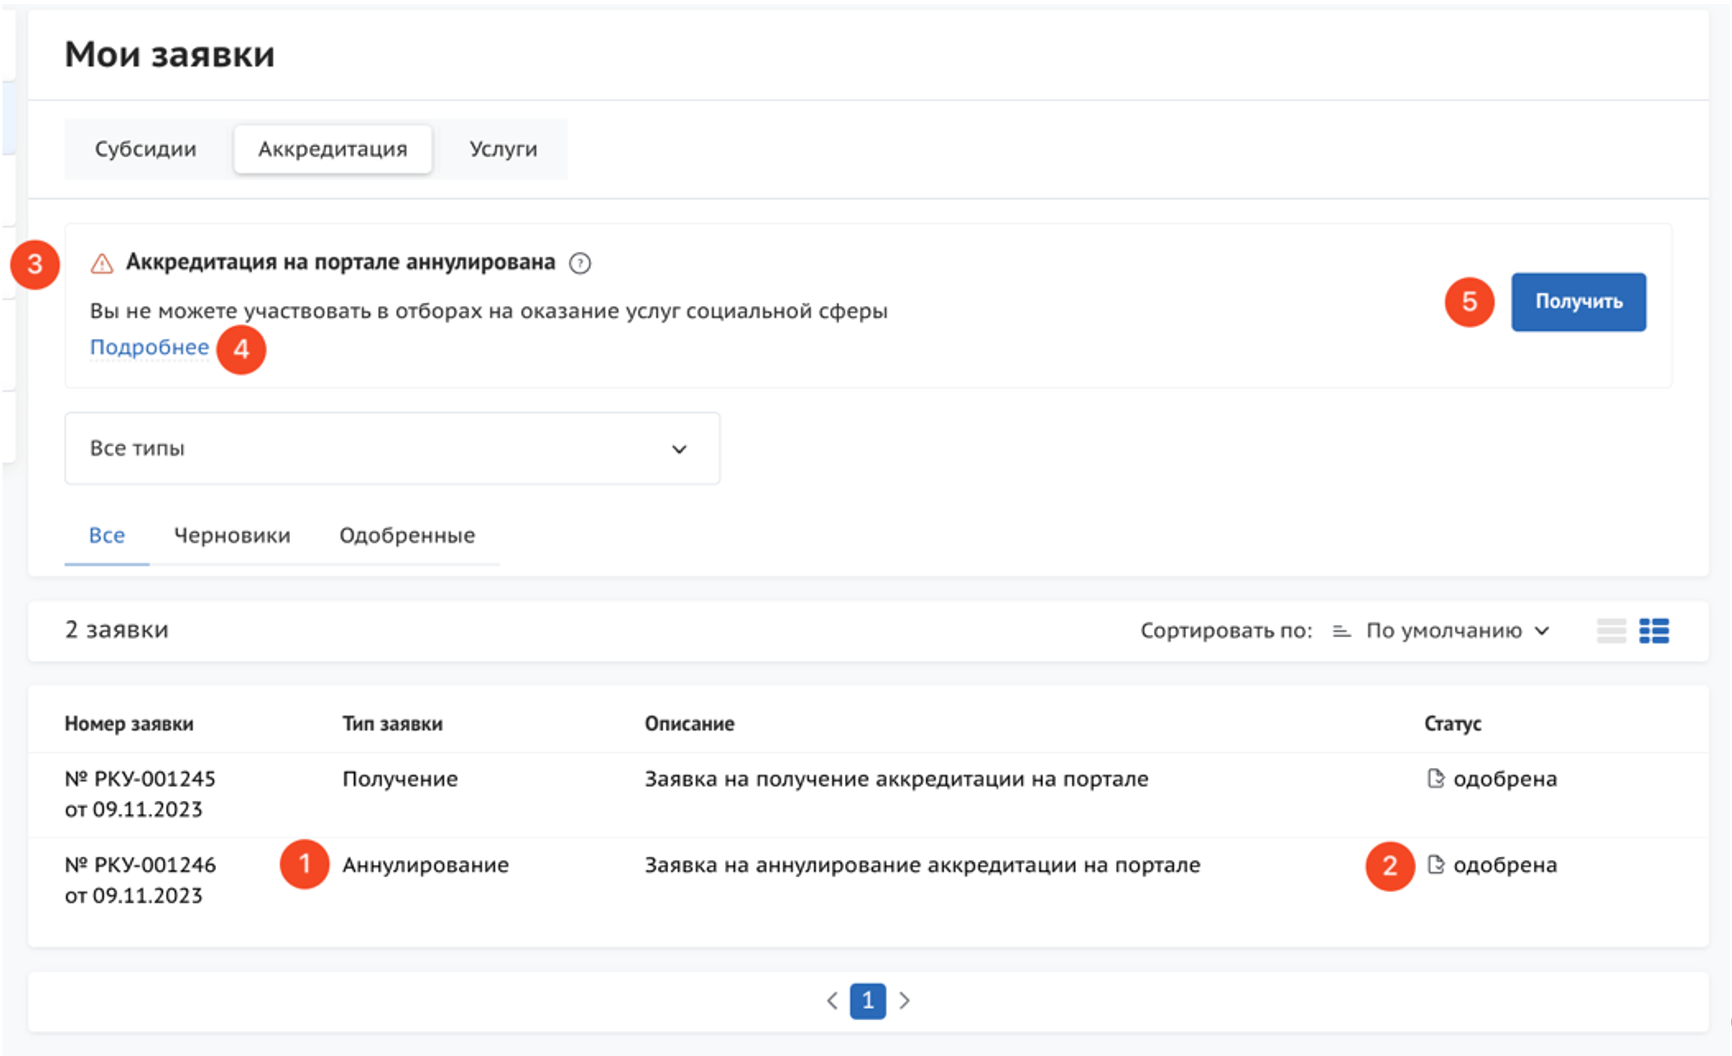 Мои заявки
Субсидии Аккредитация Услуги
3 Аккредитация на портале аннулирована ?
Вы не можете участвовать в отборах на оказание услуг социальной сферы
5 Получить
Подробнее 4
Все типы
Все Черновики Одобренные
2 заявки Сортировать по: По умолчанию
Номер заявки Тип заявки Описание Статус
№ РКУ-001245 Получение Заявка на получение аккредитации на портале одобрена
от 09.11.2023
№ РКУ-001246 1 Аннулирование Заявка на аннулирование аккредитации на портале 2 одобрена
от 09.11.2023
1